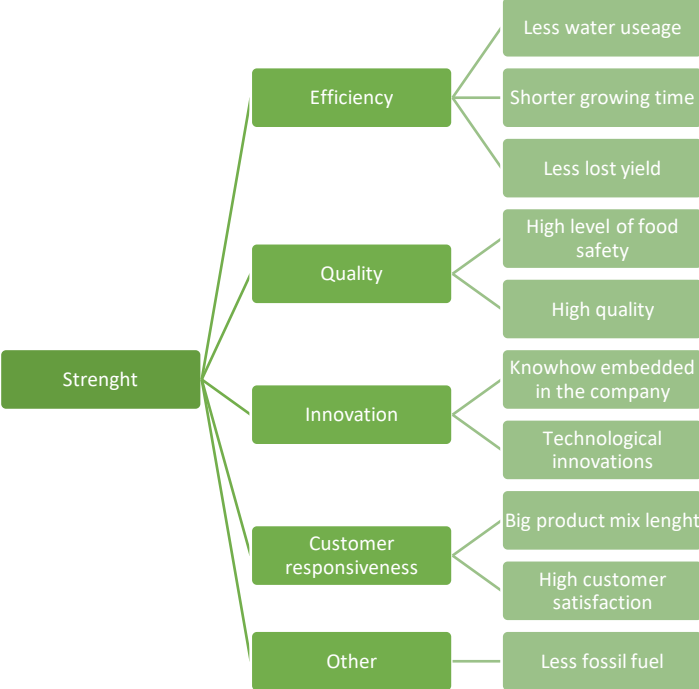 Strenght
Efficiency
Less water useage
Shorter growing time
Less lost yield
Quality
High level of food
safety
High quality
Innovation
Knowhow embedded
in the company
Technological
innovations
Customer
responsiveness
Big product mix lenght
High customer
satisfaction
Other
Less fossil fuel